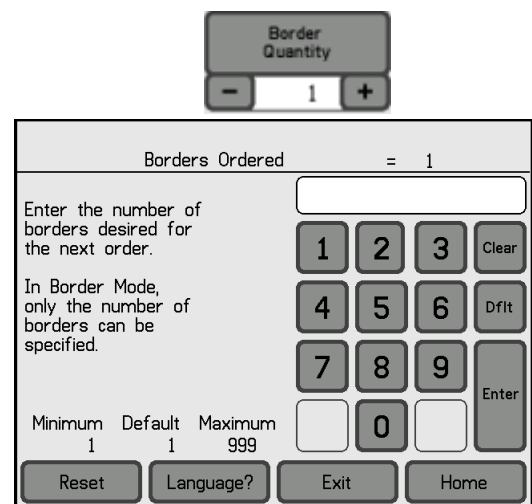 Border
Quantity
− 1 +
Borders Ordered = 1
Enter the number of
borders desired for
the next order.
In Border Mode,
only the number of
borders can be
specified.
1 2 3 Clear
4 5 6 Dflt
7 8 9
Enter
0
Minimum Default Maximum
1 1 999
Reset Language? Exit Home